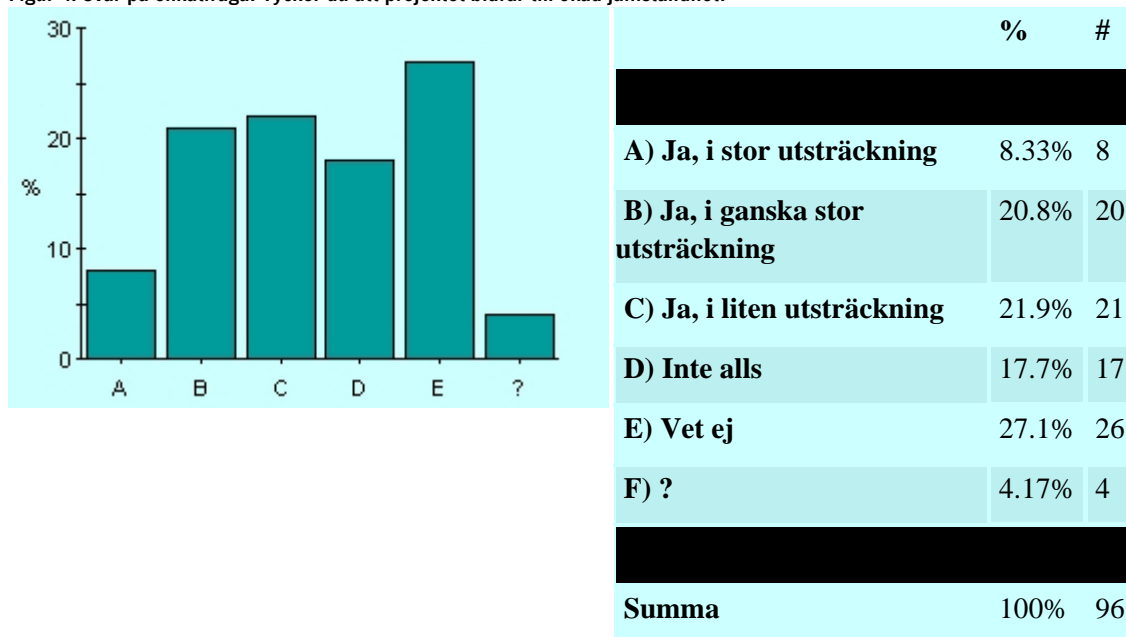 30
20
%
10
0
A B C D E ?
% #
A) Ja, i stor utsträckning 8.33% 8
B) Ja, i ganska stor 20.8% 20
utsträckning
C) Ja, i liten utsträckning 21.9% 21
D) Inte alls 17.7% 17
E) Vet ej 27.1% 26
F) ? 4.17% 4
Summa 100% 96